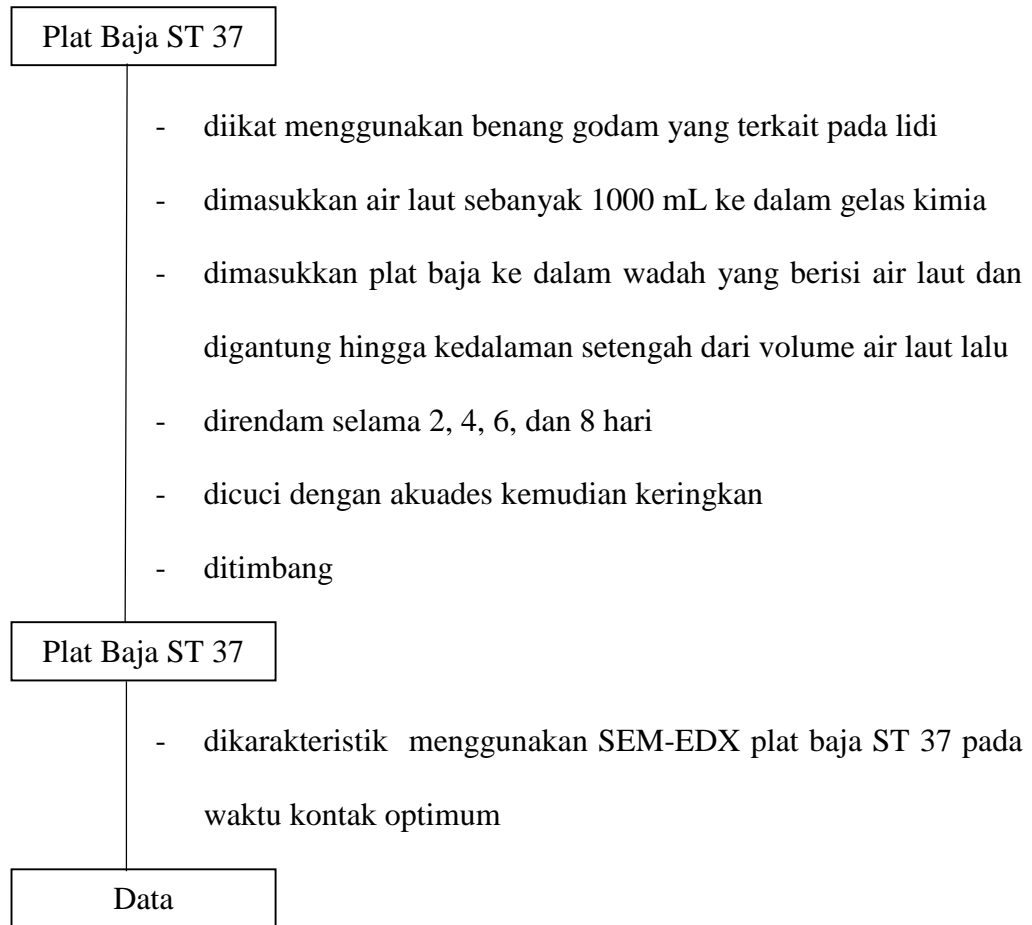 Plat Baja ST 37
- diikat menggunakan benang godam yang terkait pada lidi
- dimasukkan air laut sebanyak 1000 mL ke dalam gelas kimia
- dimasukkan plat baja ke dalam wadah yang berisi air laut dan
digantung hingga kedalaman setengah dari volume air laut lalu
- direndam selama 2, 4, 6, dan 8 hari
- dicuci dengan akuades kemudian keringkan
- ditimbang
Plat Baja ST 37
- dikarakteristik menggunakan SEM-EDX plat baja ST 37 pada
waktu kontak optimum
Data